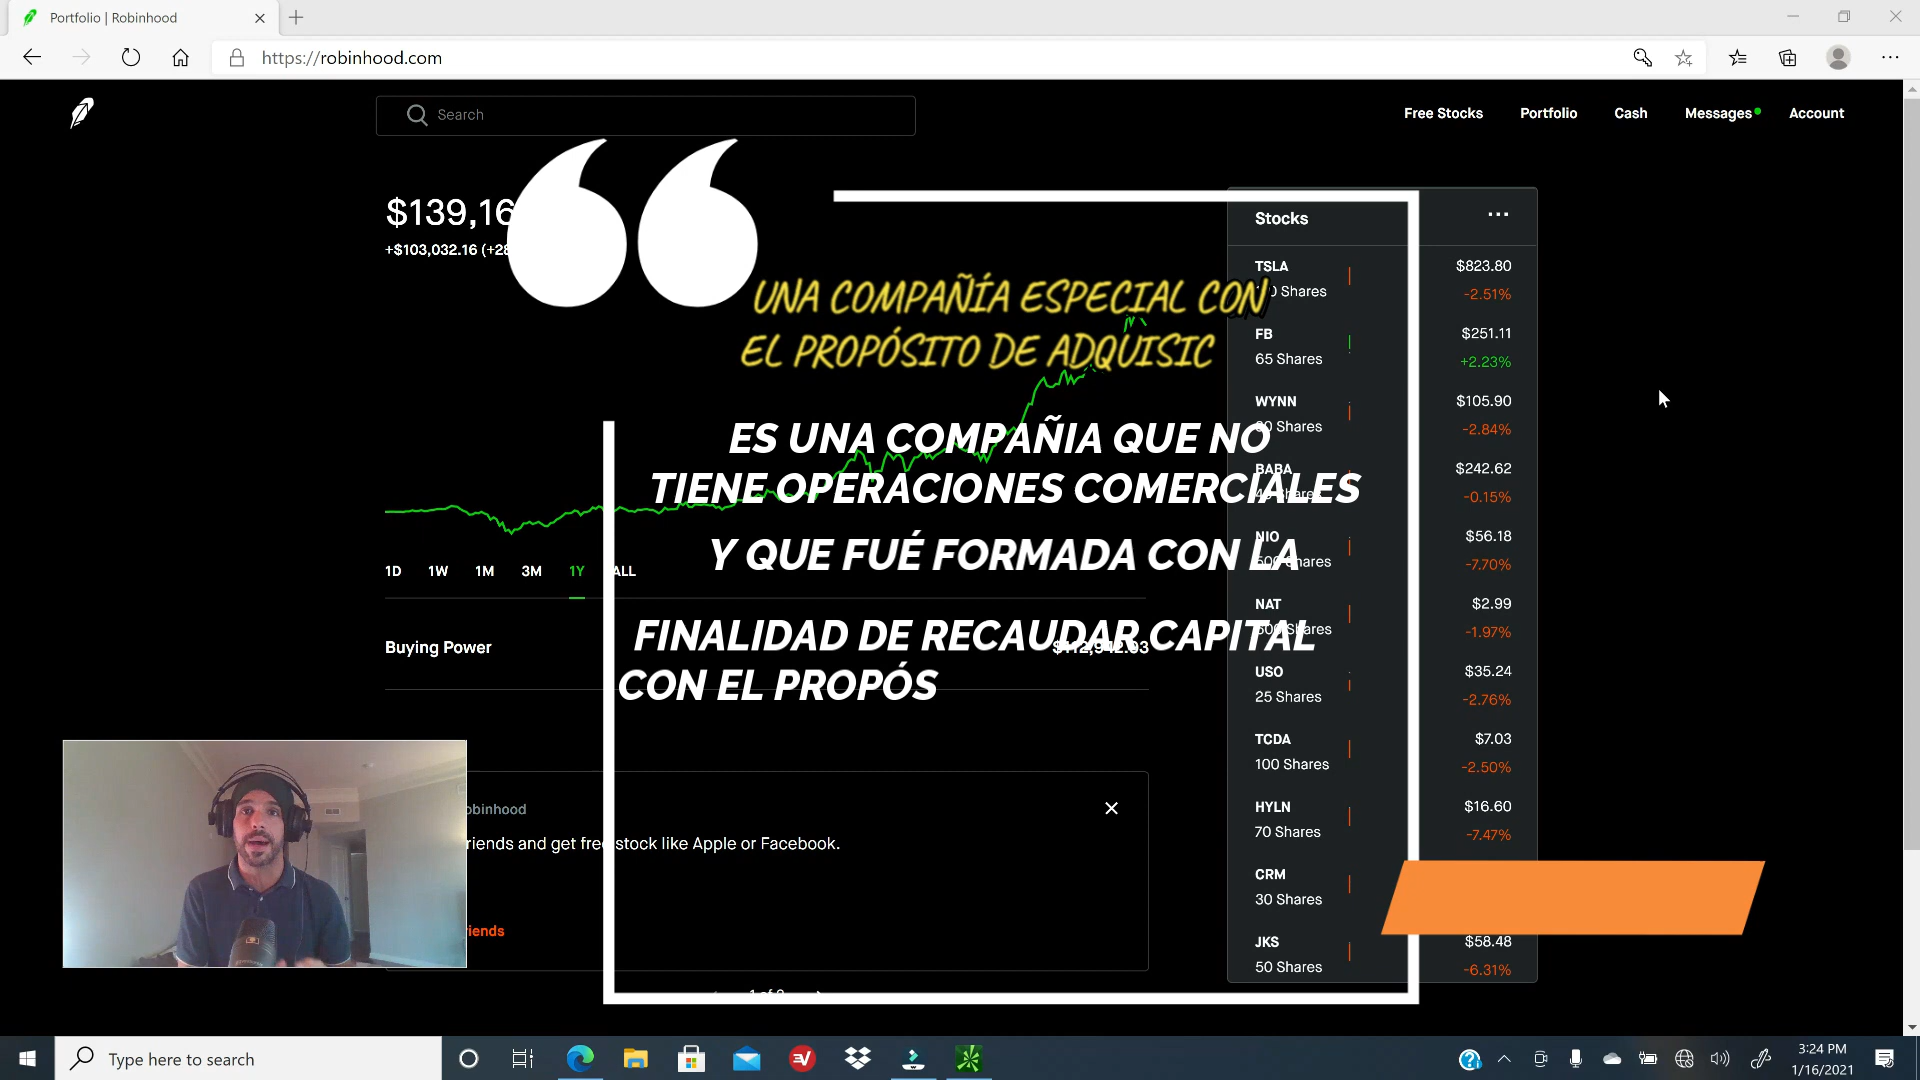 Portfolio | Robinhood
https://robinhood.com
Search
Free Stocks
Portfolio
Cash
Messages
Account
$139,16
+$103,032.16 (+28
UNA COMPAÑÍA ESPECIAL CON
EL PROPÓSITO DE ADQUISIC
ES UNA COMPAÑIA QUE NO
TIENE OPERACIONES COMERCIALES
Y QUE FUÉ FORMADA CON LA
FINALIDAD DE RECAUDAR CAPITAL
CON EL PROPÓS
1D 1W 1M 3M 1Y ALL
Buying Power
obinhood
riends and get free stock like Apple or Facebook.
iends
Stocks
TSLA $823.80
Shares -2.51%
FB $251.11
65 Shares +2.23%
WYNN $105.90
Shares -2.84%
BABA $242.62
Shares -0.15%
NIO $56.18
500 Shares -7.70%
NAT $2.99
Shares -1.97%
USO $35.24
25 Shares -2.76%
TCDA $7.03
100 Shares -2.50%
HYLN $16.60
70 Shares -7.47%
CRM
30 Shares
JKS $58.48
50 Shares -6.31%
Type here to search
3:24 PM
1/16/2021